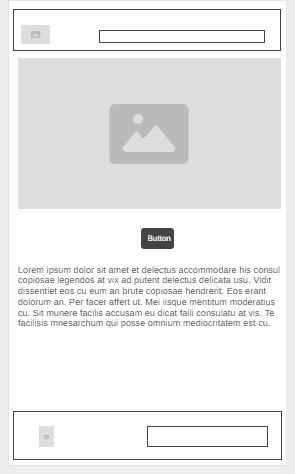 Button
Lorem ipsum dolor sit amet et delectus accommodare his consul
copiosae legendos at vix ad putent delectus delicata usu. Vidit
dissentiet eos cu eum an brute copiosae hendrerit. Eos erant
dolorum an. Per facer affert ut. Mei iisque mentitum moderatius
cu. Sit munere facilis accusam eu dicat falli consulatu at vis. Te
facilisis mnesarchum qui posse omnium mediocritatem est cu.